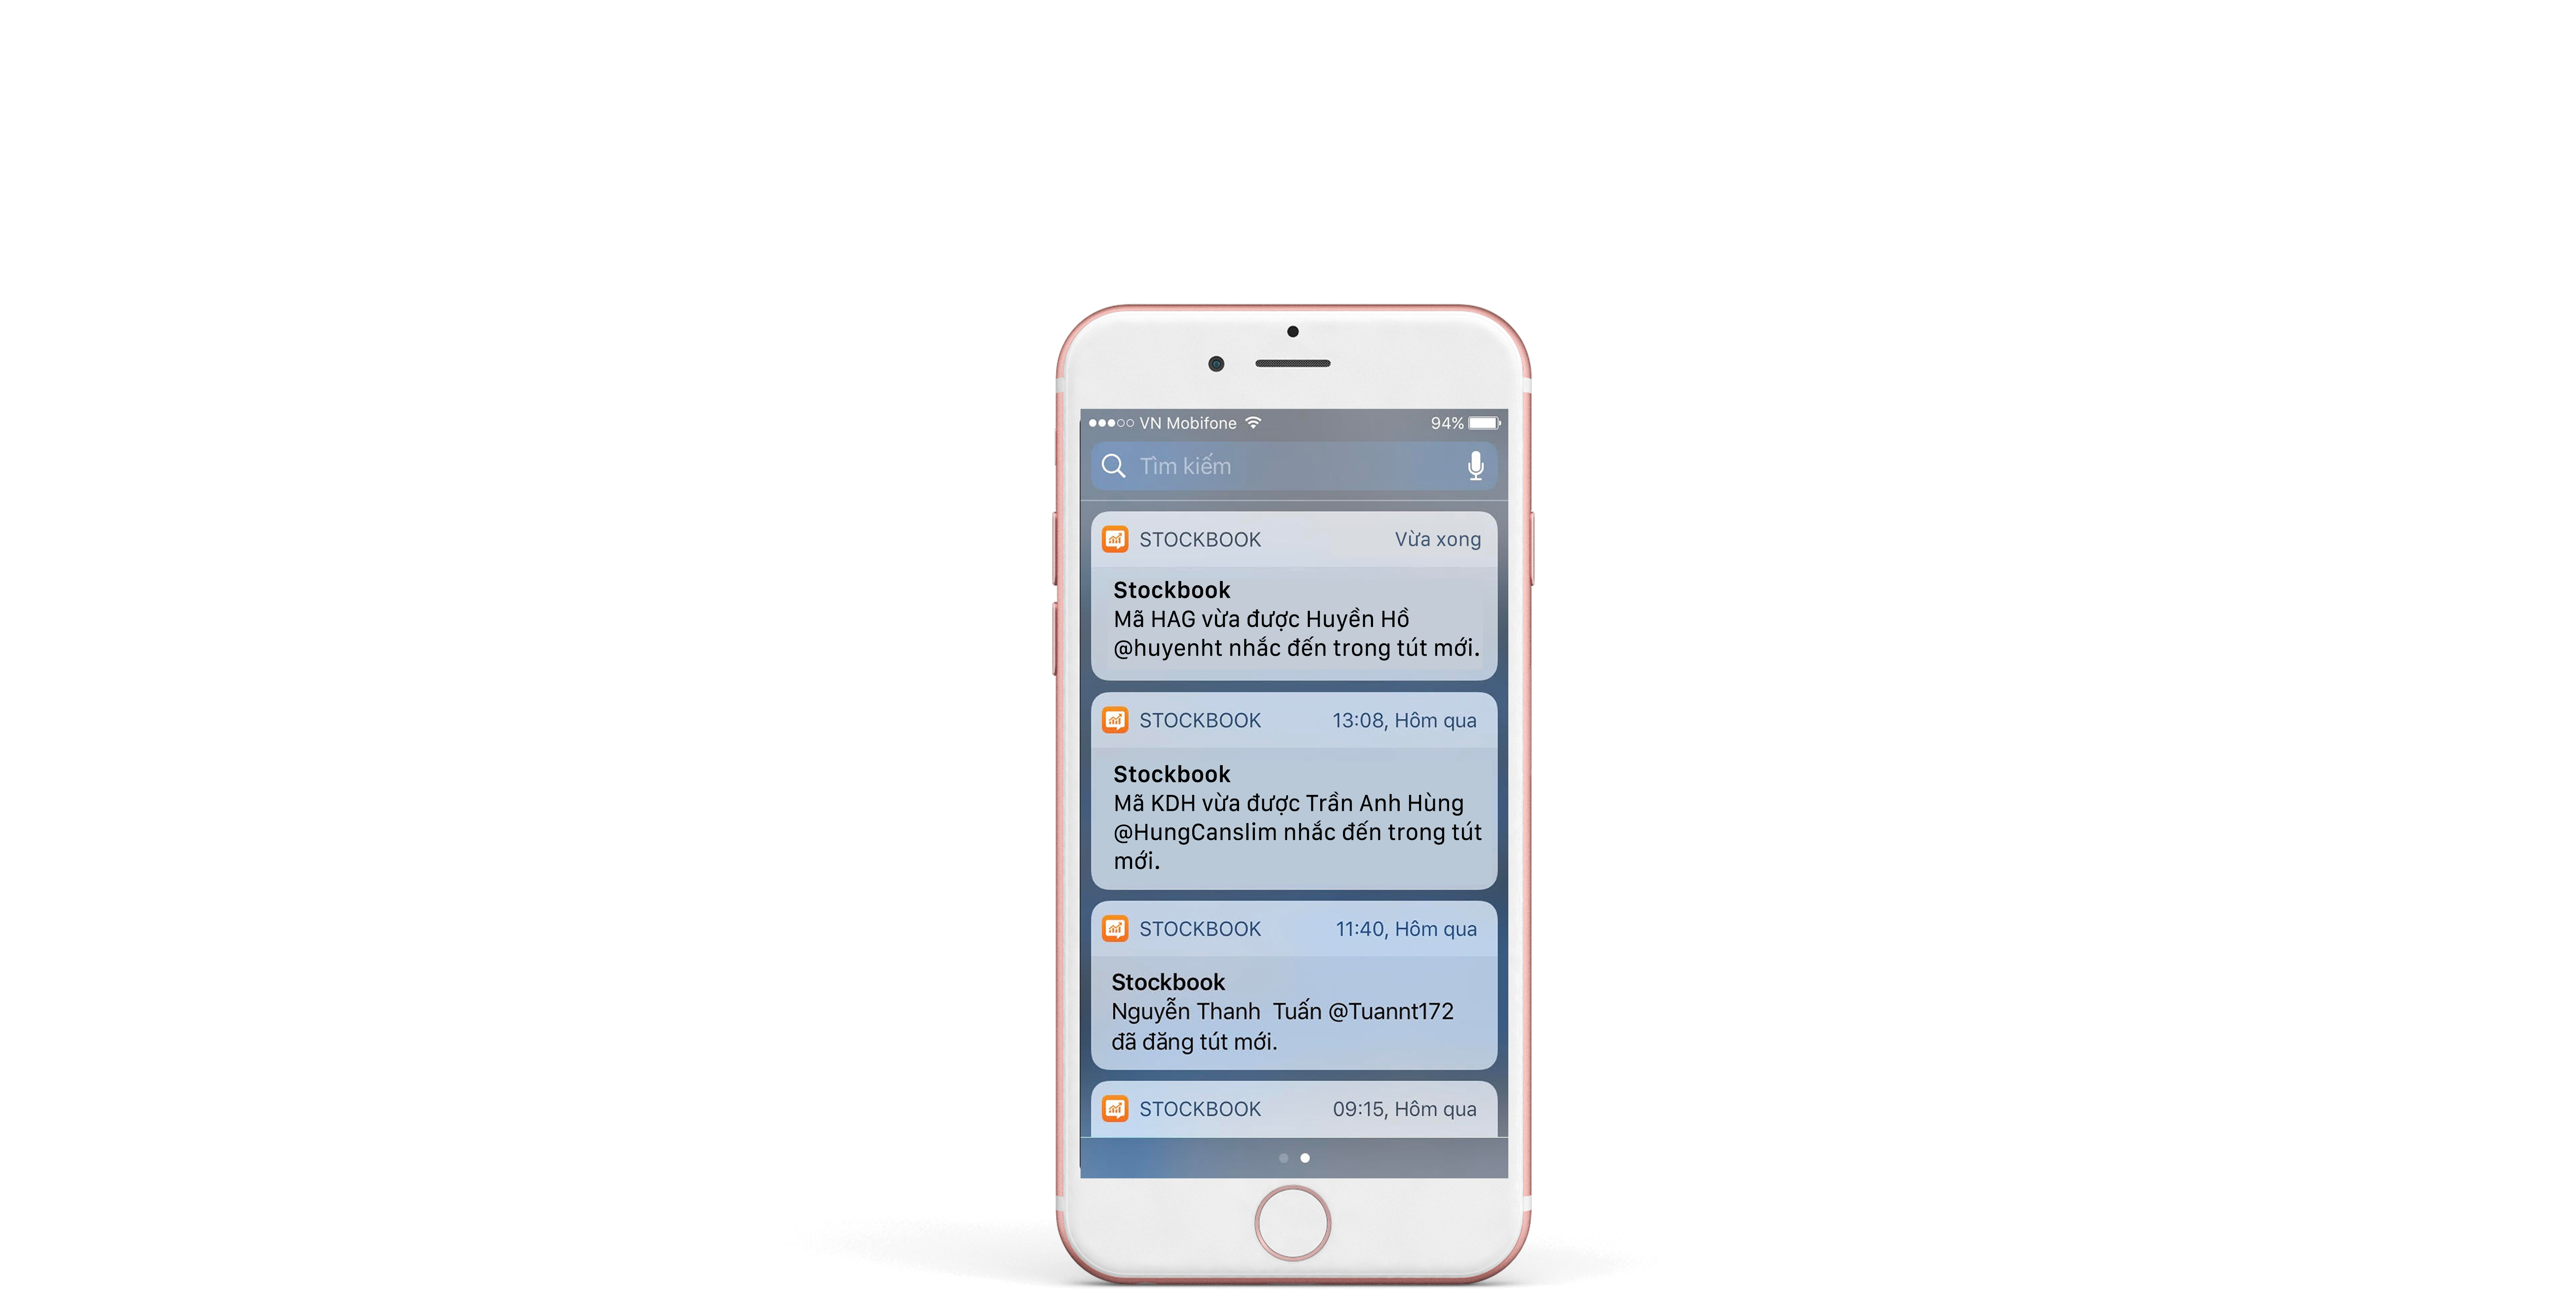 VN Mobifone
94%
Tìm kiếm
STOCKBOOK Vừa xong
Stockbook
Mã HAG vừa được Huyền Hồ
@huyenht nhắc đến trong tút mới.
STOCKBOOK 13:08, Hôm qua
Stockbook
Mã KDH vừa được Trần Anh Hùng
@HungCanslim nhắc đến trong tút
mới.
STOCKBOOK 11:40, Hôm qua
Stockbook
Nguyễn Thanh  Tuấn @Tuannt172
đã đăng tút mới.
STOCKBOOK 09:15, Hôm qua